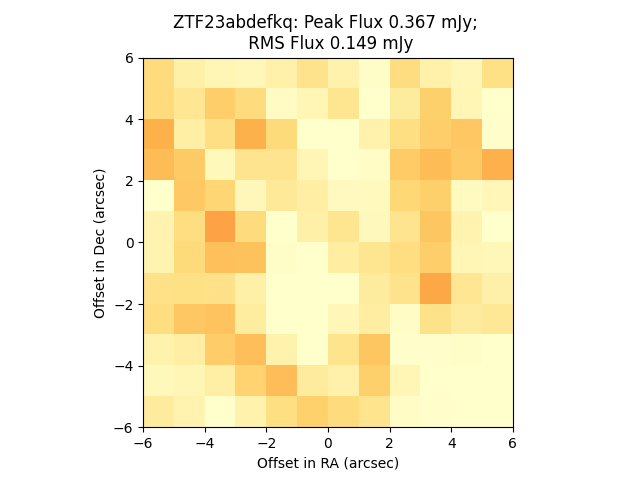 ZTF23abdefkq: Peak Flux 0.367 mJy;
RMS Flux 0.149 mJy
6
4
2
0
−2
−4
−6
Offset in Dec (arcsec)
−6 −4 −2 0 2 4 6
Offset in RA (arcsec)